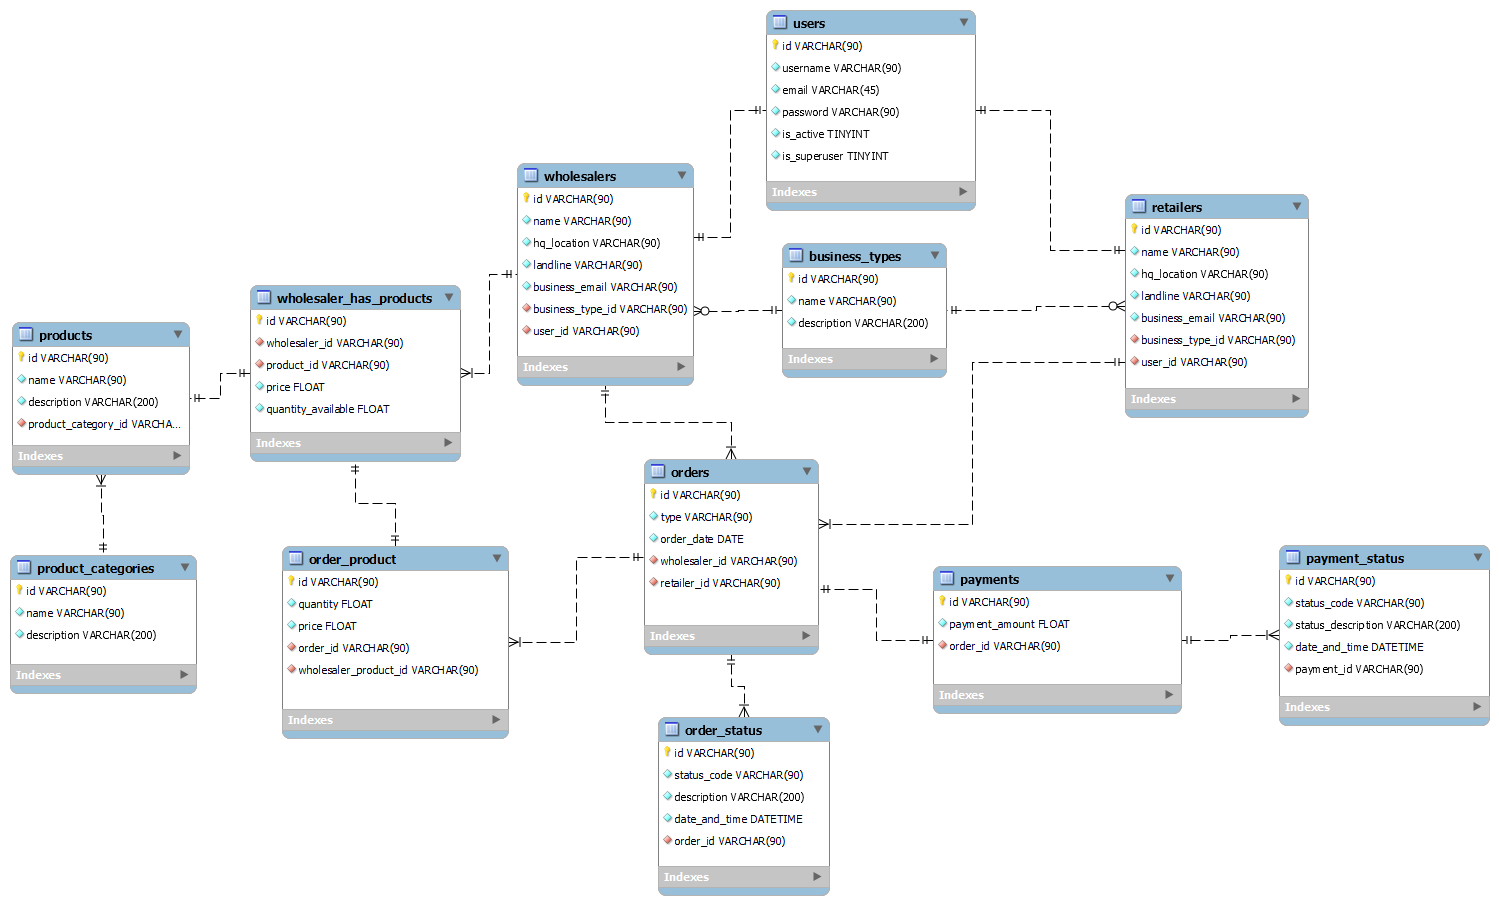 users
id VARCHAR(90)
username VARCHAR(90)
email VARCHAR(45)
password VARCHAR(90)
is_active TINYINT
is_superuser TINYINT
Indexes
wholesalers
id VARCHAR(90)
name VARCHAR(90)
hq_location VARCHAR(90)
landline VARCHAR(90)
business_email VARCHAR(90)
business_type_id VARCHAR(90)
user_id VARCHAR(90)
Indexes
retailers
id VARCHAR(90)
name VARCHAR(90)
hq_location VARCHAR(90)
landline VARCHAR(90)
business_email VARCHAR(90)
business_type_id VARCHAR(90)
user_id VARCHAR(90)
Indexes
business_types
id VARCHAR(90)
name VARCHAR(90)
description VARCHAR(200)
Indexes
wholesaler_has_products
id VARCHAR(90)
wholesaler_id VARCHAR(90)
product_id VARCHAR(90)
price FLOAT
quantity_available FLOAT
Indexes
products
id VARCHAR(90)
name VARCHAR(90)
description VARCHAR(200)
product_category_id VARCHA...
Indexes
orders
id VARCHAR(90)
type VARCHAR(90)
order_date DATE
wholesaler_id VARCHAR(90)
retailer_id VARCHAR(90)
Indexes
product_categories
id VARCHAR(90)
name VARCHAR(90)
description VARCHAR(200)
Indexes
order_product
id VARCHAR(90)
quantity FLOAT
price FLOAT
order_id VARCHAR(90)
wholesaler_product_id VARCHAR(90)
Indexes
payments
id VARCHAR(90)
payment_amount FLOAT
order_id VARCHAR(90)
Indexes
payment_status
id VARCHAR(90)
status_code VARCHAR(90)
status_description VARCHAR(200)
date_and_time DATETIME
payment_id VARCHAR(90)
Indexes
order_status
id VARCHAR(90)
status_code VARCHAR(90)
description VARCHAR(200)
date_and_time DATETIME
order_id VARCHAR(90)
Indexes